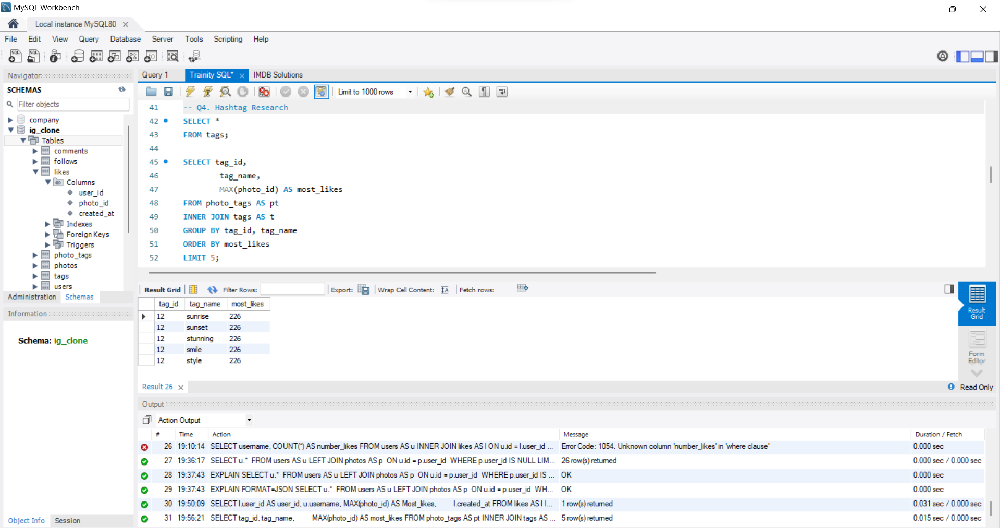 MySQL Workbench
Local instance MySQL80
File Edit View Query Database Server Tools Scripting Help
Navigator
SCHEMAS
Filter objects
company
ig_clone
Tables
comments
follows
likes
Columns
user_id
photo_id
created_at
Indexes
Foreign Keys
Triggers
photo_tags
photos
tags
users
Administration Schemas
Information
Schema: ig_clone
Object Info Session
Query 1 Trainity SQL* IMDB Solutions
Limit to 1000 rows
41 -- Q4. Hashtag Research
42 SELECT *
43 FROM tags;
44
45 SELECT tag_id,
46 tag_name,
47 MAX(photo_id) AS most_likes
48 FROM photo_tags AS pt
49 INNER JOIN tags AS t
50 GROUP BY tag_id, tag_name
51 ORDER BY most_likes
52 LIMIT 5;
Result Grid Filter Rows: Export: Wrap Cell Content: Fetch rows:
tag_id tag_name most_likes
12 sunrise 226
12 sunset 226
12 stunning 226
12 smile 226
12 style 226
Result Grid
Form Editor
Result 26 Read Only
Output
Action Output
# Time Action Message Duration / Fetch
26 19:10:14 SELECT username, COUNT(*) AS number_likes FROM users AS u INNER JOIN likes AS l ON u.id = l.user_id ... Error Code: 1054. Unknown column 'number_likes' in 'where clause' 0.000 sec
27 19:36:17 SELECT u.* FROM users AS u LEFT JOIN photos AS p ON u.id = p.user_id WHERE p.user_id IS NULL LIM... 26 row(s) returned 0.000 sec / 0.000 sec
28 19:37:43 EXPLAIN SELECT u.* FROM users AS u LEFT JOIN photos AS p ON u.id = p.user_id WHERE p.user_id IS ... OK 0.000 sec
29 19:37:43 EXPLAIN FORMAT=JSON SELECT u.* FROM users AS u LEFT JOIN photos AS p ON u.id = p.user_id WH... OK 0.000 sec
30 19:50:09 SELECT l.user_id AS user_id, u.username, MAX(photo_id) AS Most_likes, l.created_at FROM likes AS l I... 1 row(s) returned 0.031 sec / 0.000 sec
31 19:56:21 SELECT tag_id, tag_name, MAX(photo_id) AS most_likes FROM photo_tags AS pt INNER JOIN tags AS ... 5 row(s) returned 0.015 sec / 0.000 sec